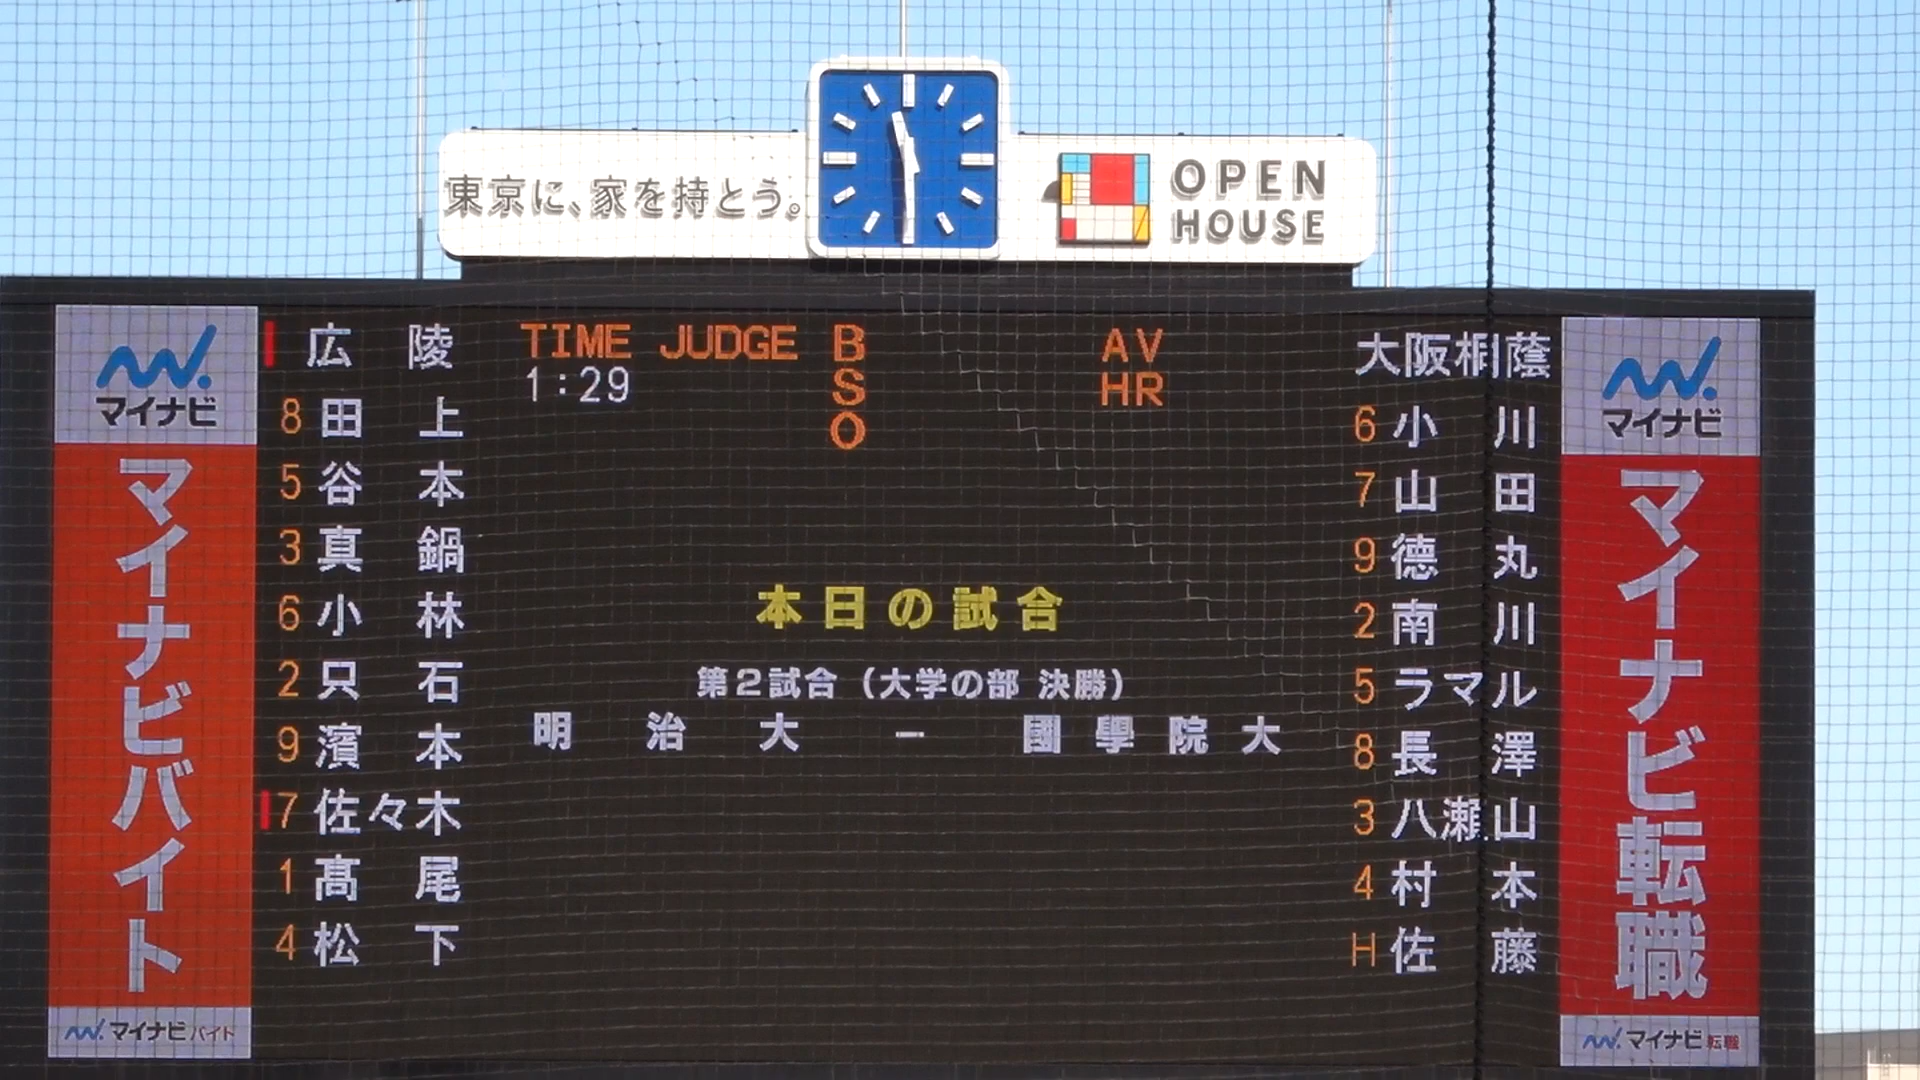 東京に、家を持とう。
OPEN
HOUSE
マイナビ
マイナビバイト
マイナビバイト
広陵
8 田上
5 谷本
3 真鍋
6 小林
2 只石
9 濱本
7 佐々木
1 髙尾
4 松下
TIME JUDGE
1:29
B
S
O
AV
HR
本日の試合
第2試合(大学の部 決勝)
明治大 ー 國學院大
大阪桐蔭
6 小川
7 山田
9 德丸
2 南川
5 ラマル
8 長澤
3 八瀬山
4 村本
H 佐藤
マイナビ
マイナビ転職
マイナビ転職